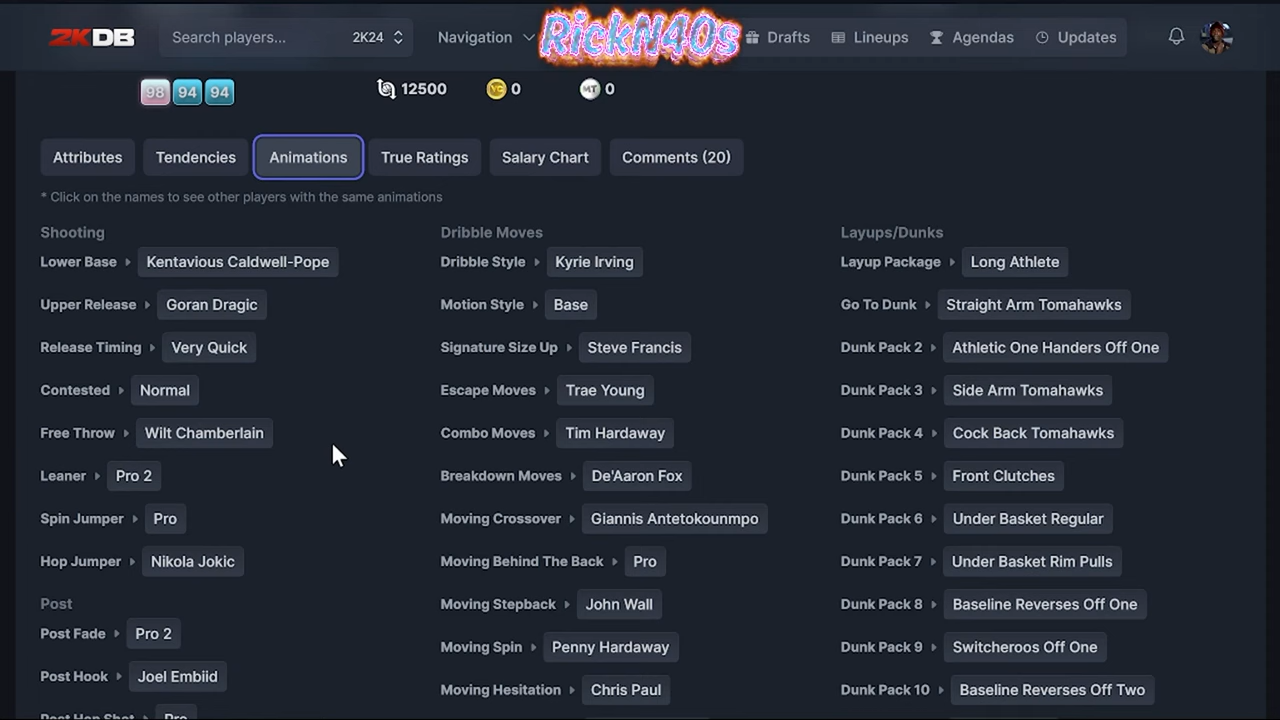 2KDB Search players... 2K24 Navigation RickN40s Drafts Lineups Agendas Updates
98 94 94 12500 YC 0 MT 0
Attributes Tendencies Animations True Ratings Salary Chart Comments (20)
* Click on the names to see other players with the same animations
Shooting
Lower Base Kentavious Caldwell-Pope
Upper Release Goran Dragic
Release Timing Very Quick
Contested Normal
Free Throw Wilt Chamberlain
Leaner Pro 2
Spin Jumper Pro
Hop Jumper Nikola Jokic
Post
Post Fade Pro 2
Post Hook Joel Embiid
Post Hop Shot Pro
Dribble Moves
Dribble Style Kyrie Irving
Motion Style Base
Signature Size Up Steve Francis
Escape Moves Trae Young
Combo Moves Tim Hardaway
Breakdown Moves De'Aaron Fox
Moving Crossover Giannis Antetokounmpo
Moving Behind The Back Pro
Moving Stepback John Wall
Moving Spin Penny Hardaway
Moving Hesitation Chris Paul
Layups/Dunks
Layup Package Long Athlete
Go To Dunk Straight Arm Tomahawks
Dunk Pack 2 Athletic One Handers Off One
Dunk Pack 3 Side Arm Tomahawks
Dunk Pack 4 Cock Back Tomahawks
Dunk Pack 5 Front Clutches
Dunk Pack 6 Under Basket Regular
Dunk Pack 7 Under Basket Rim Pulls
Dunk Pack 8 Baseline Reverses Off One
Dunk Pack 9 Switcheroos Off One
Dunk Pack 10 Baseline Reverses Off Two